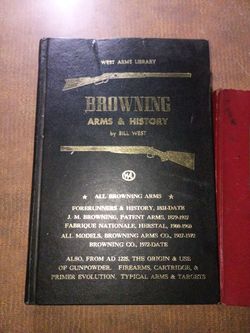 WEST ARMS LIBRARY
BROWNING
ARMS & HISTORY
by BILL WEST
★ ALL BROWNING ARMS ★
FORERUNNERS & HISTORY, 1831-DATE
J. M. BROWNING, PATENT ARMS, 1879-1927
FABRIQUE NATIONALE, HERSTAL, 1900-1968
ALL MODELS, BROWNING ARMS CO., 1927-1972
BROWNING CO., 1972-DATE
ALSO, FROM AD 1225, THE ORIGIN & USE
OF GUNPOWDER, FIREARMS, CARTRIDGE, &
PRIMER EVOLUTION, TYPICAL ARMS & TARGETS